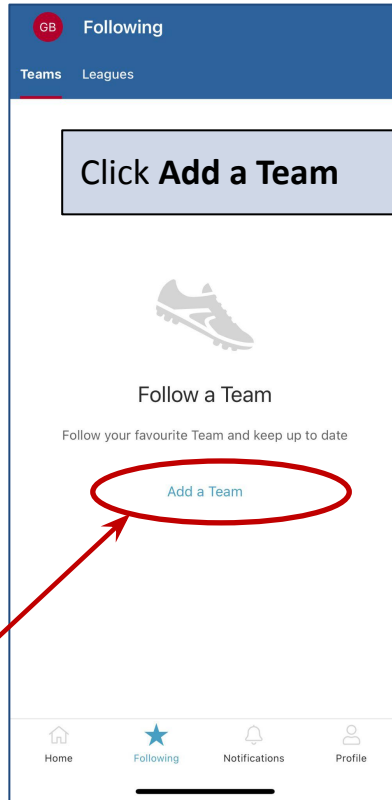 GB Following
Teams Leagues
Click Add a Team
Follow a Team
Follow your favourite Team and keep up to date
Add a Team
Home Following Notifications Profile